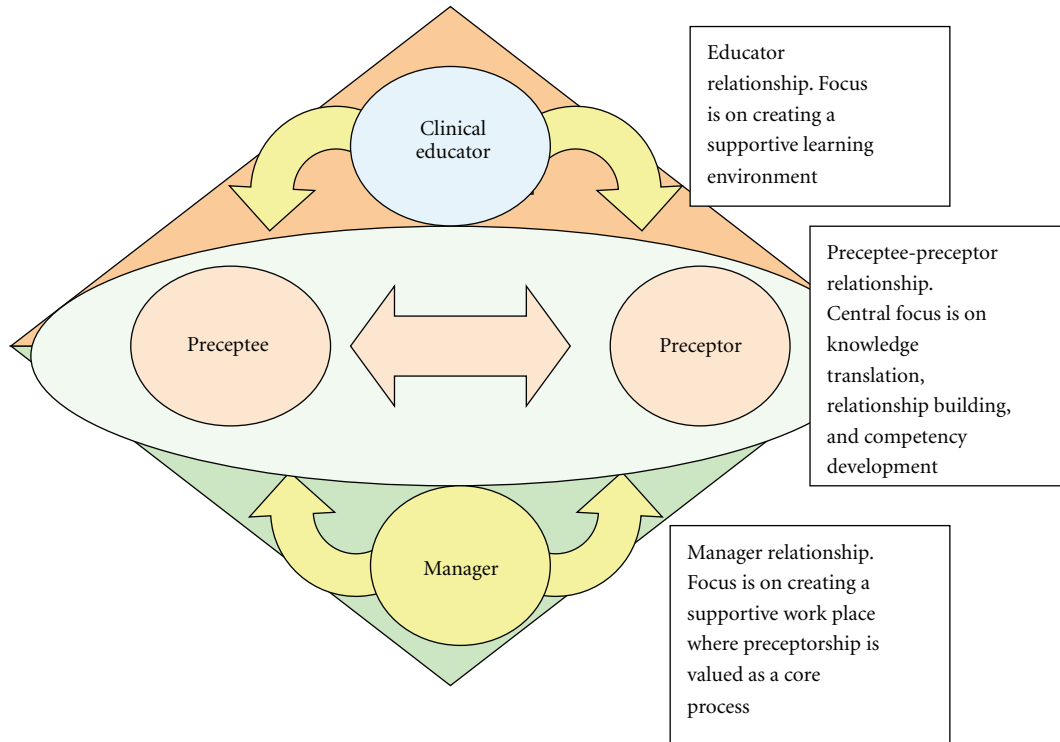 Clinical
educator
Educator
relationship. Focus
is on creating a
supportive learning
environment
Preceptee
Preceptor
Preceptee-preceptor
relationship.
Central focus is on
knowledge
translation,
relationship building,
and competency
development
Manager
Manager relationship.
Focus is on creating a
supportive work place
where preceptorship is
valued as a core
process